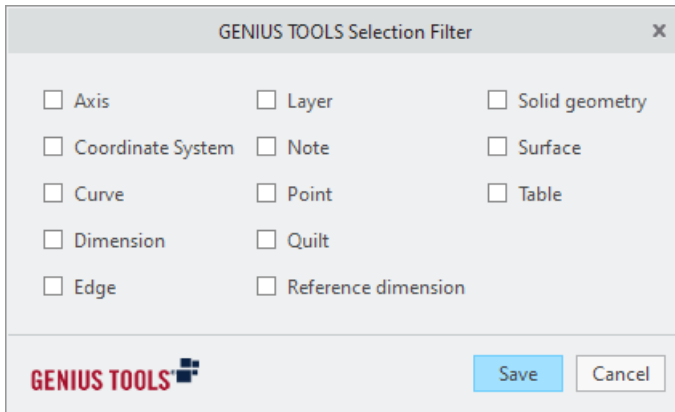 GENIUS TOOLS Selection Filter
Axis
Layer
Solid geometry
Coordinate System
Note
Surface
Curve
Point
Table
Dimension
Quilt
Edge
Reference dimension
GENIUS TOOLS
Save
Cancel